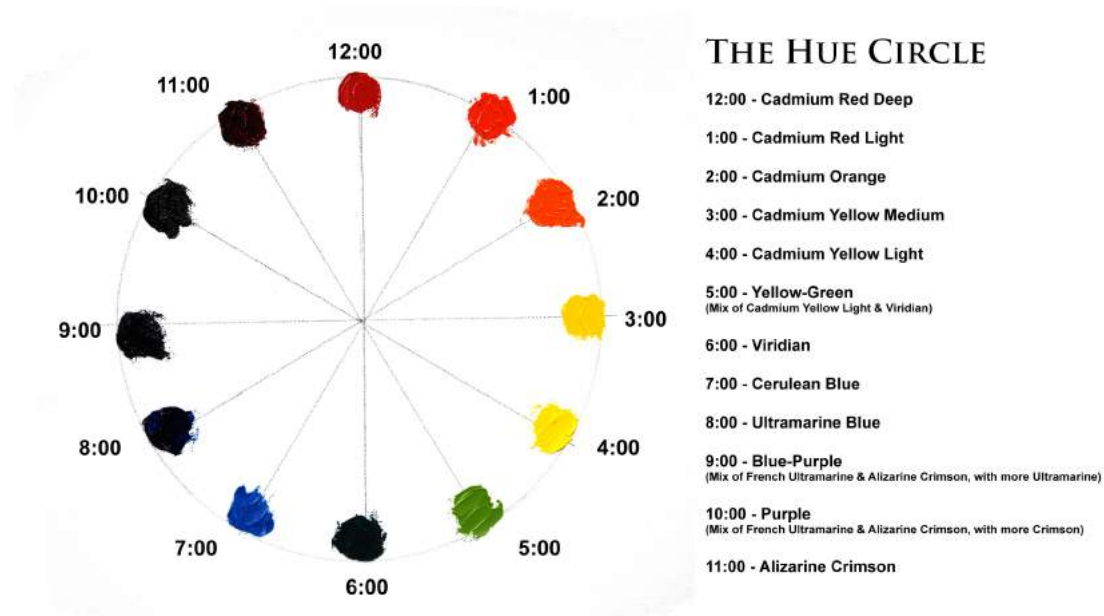 12:00
11:00
1:00
10:00
2:00
9:00
3:00
8:00
4:00
7:00
5:00
6:00
THE HUE CIRCLE
12:00 - Cadmium Red Deep
1:00 - Cadmium Red Light
2:00 - Cadmium Orange
3:00 - Cadmium Yellow Medium
4:00 - Cadmium Yellow Light
5:00 - Yellow-Green
(Mix of Cadmium Yellow Light & Viridian)
6:00 - Viridian
7:00 - Cerulean Blue
8:00 - Ultramarine Blue
9:00 - Blue-Purple
(Mix of French Ultramarine & Alizarine Crimson, with more Ultramarine)
10:00 - Purple
(Mix of French Ultramarine & Alizarine Crimson, with more Crimson)
11:00 - Alizarine Crimson